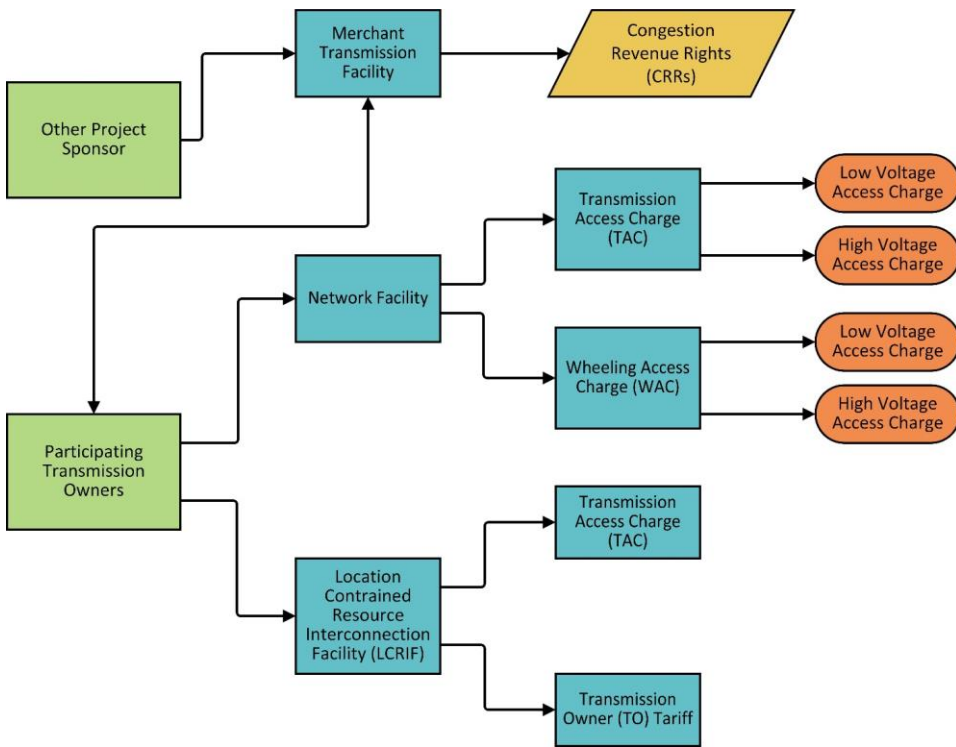 Merchant
Transmission
Facility
Congestion
Revenue Rights
(CRRs)
Other Project
Sponsor
Transmission
Access Charge
(TAC)
Low Voltage
Access Charge
High Voltage
Access Charge
Network Facility
Wheeling Access
Charge (WAC)
Low Voltage
Access Charge
High Voltage
Access Charge
Participating
Transmission
Owners
Transmission
Access Charge
(TAC)
Location
Contrained
Resource
Interconnection
Facility (LCRIF)
Transmission
Owner (TO) Tariff